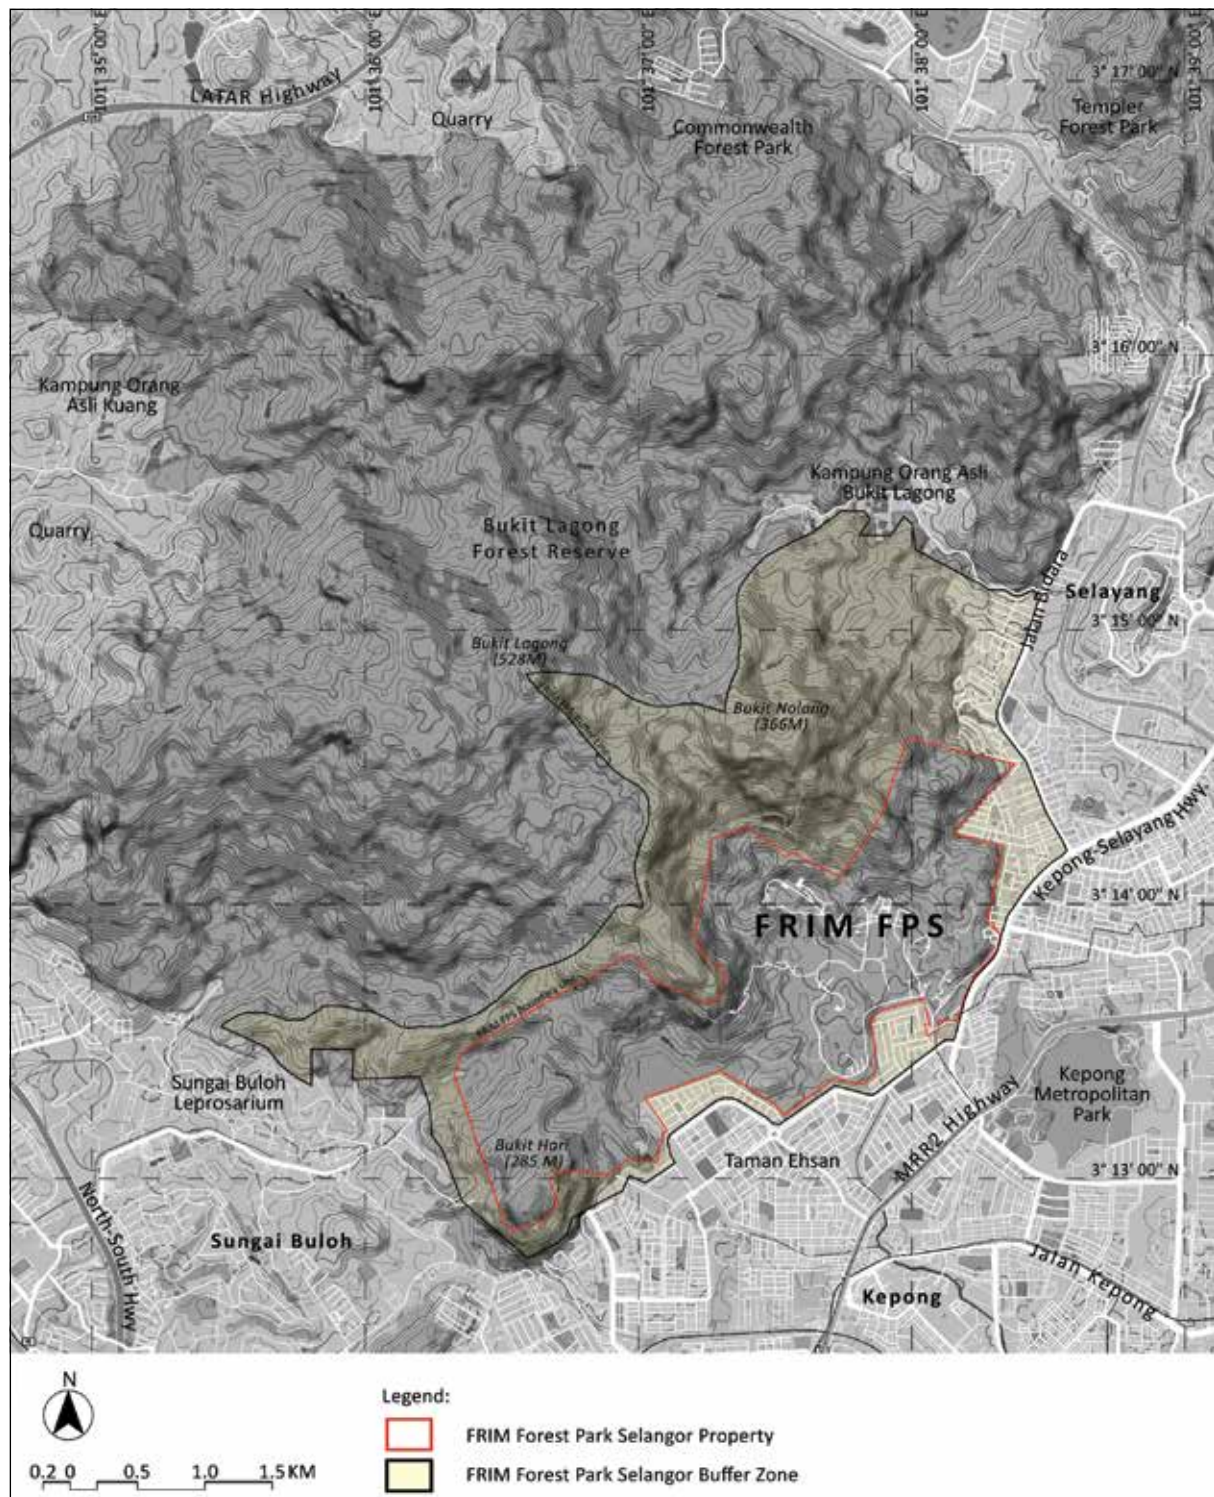 101° 35' 00" E
101° 36' 00" E
101° 37' 00" E
101° 38' 00" E
101° 39' 00" E
3° 17' 00" N
LATAR Highway
Quarry
Commonwealth
Forest Park
Templer
Forest Park
3° 16' 00" N
Kampung Orang
Asli Kuang
Kampung Orang Asli
Bukit Lagong
Quarry
Bukit Lagong
Forest Reserve
Jalan Bidara
Selayang
3° 15' 00" N
Bukit Lagong
(528M)
Bukit Nolang
(366M)
Kepong-Selayang Hwy.
3° 14' 00" N
FRIM FPS
Sungai Buloh
Leprosarium
Kepong
Metropolitan
Park
MRR2 Highway
Bukit Hari
(285 M)
Taman Ehsan
3° 13' 00" N
North-South Hwy
Sungai Buloh
Jalan Kepong
Kepong
N
Legend:
FRIM Forest Park Selangor Property
FRIM Forest Park Selangor Buffer Zone
0.2 0 0.5 1.0 1.5 KM